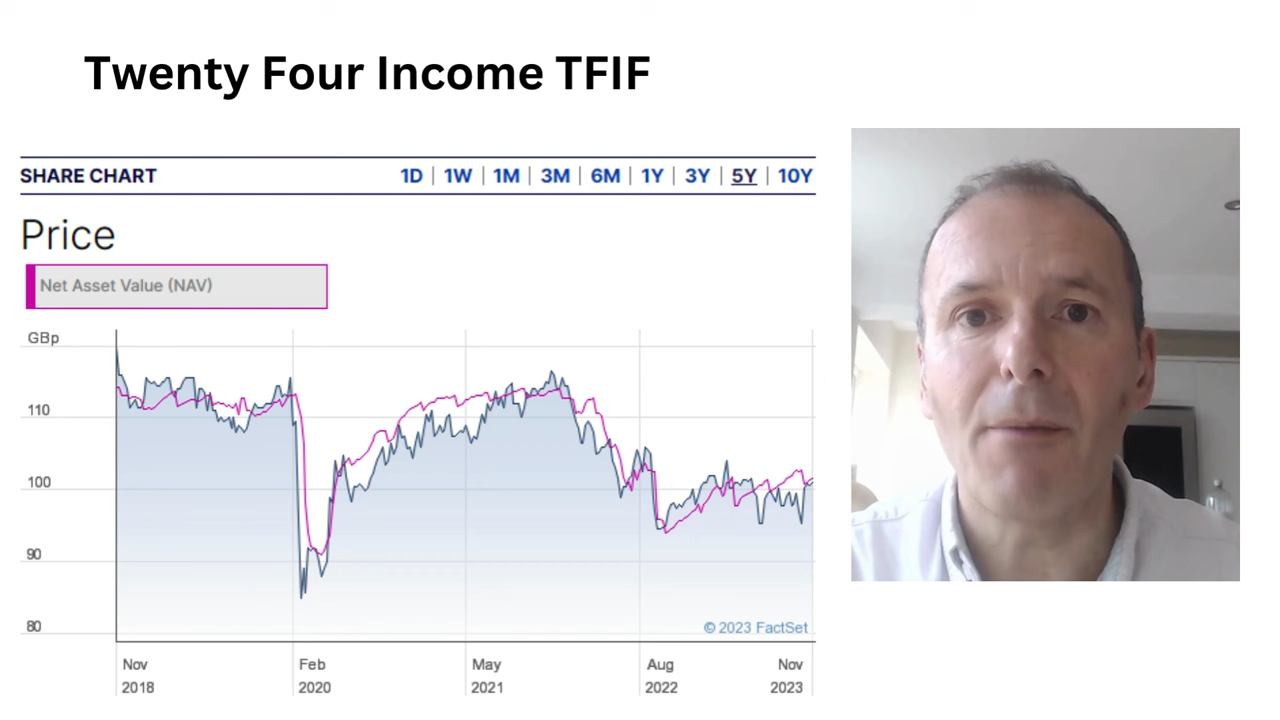 Twenty Four Income TFIF
SHARE CHART
1D | 1W | 1M | 3M | 6M | 1Y | 3Y | 5Y | 10Y
Price
Net Asset Value (NAV)
GBp
110
100
90
80
© 2023 FactSet
Nov 2018
Feb 2020
May 2021
Aug 2022
Nov 2023